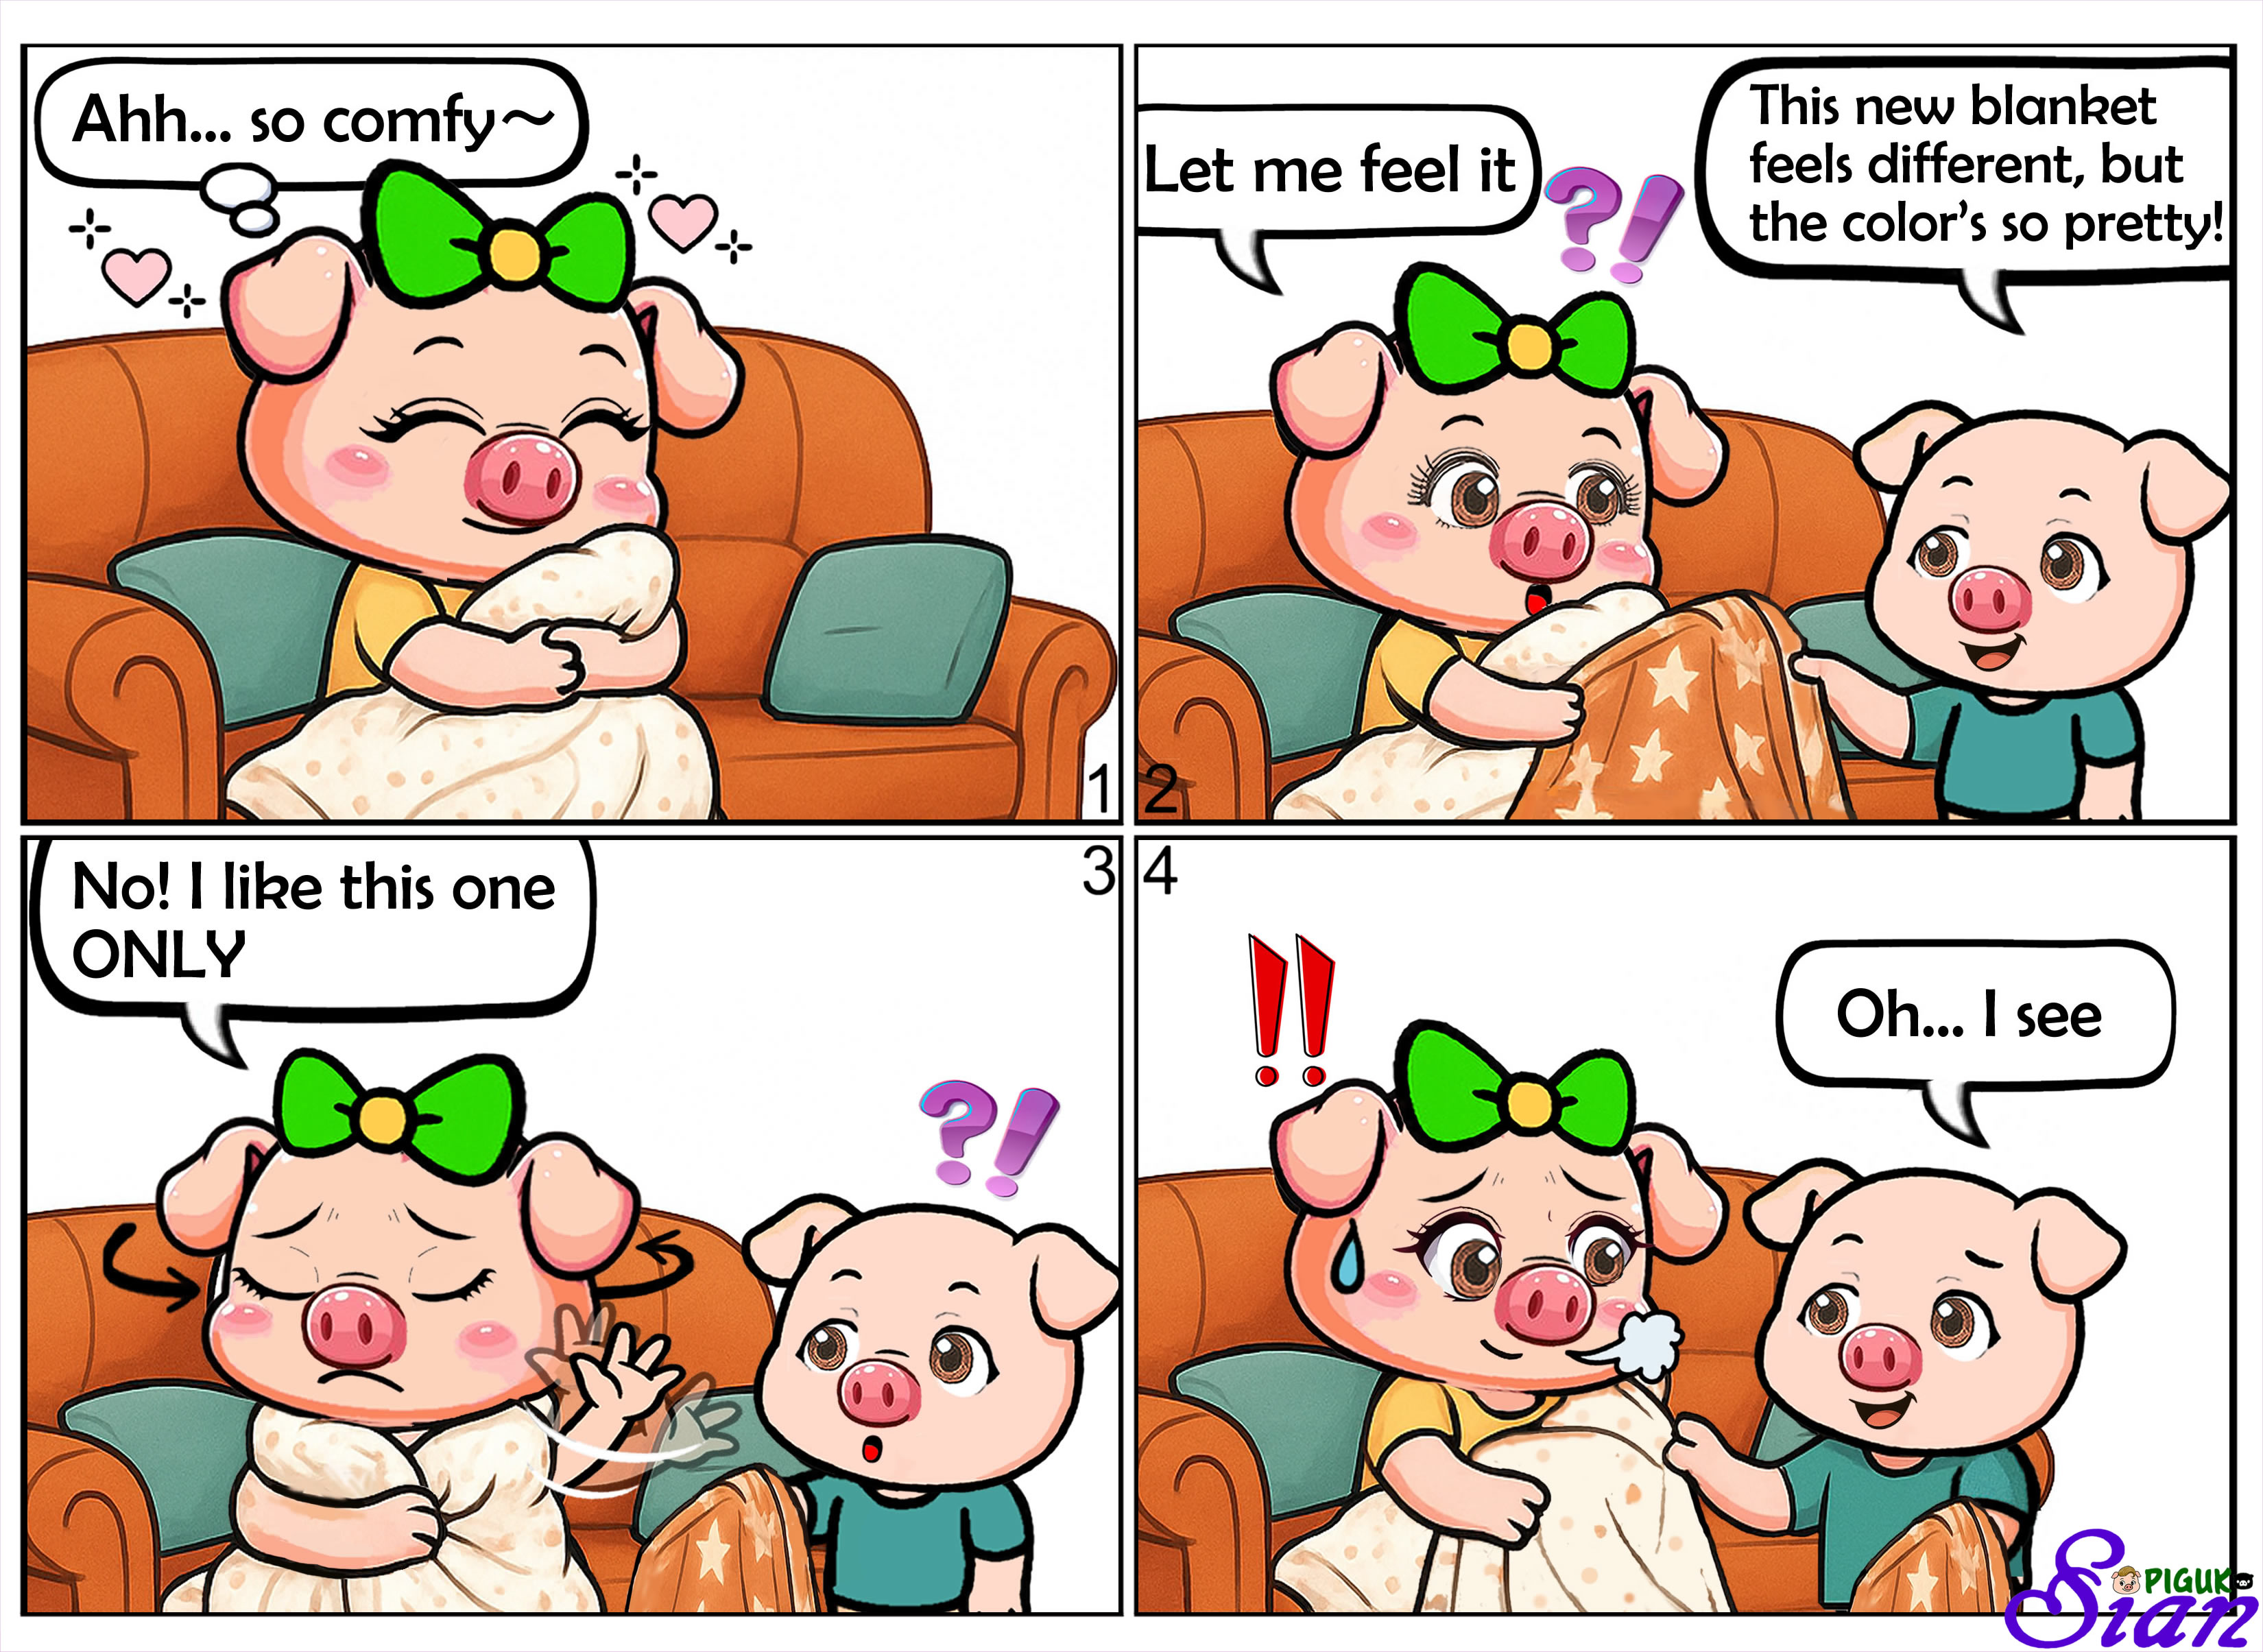 Ahh... so comfy~
1
Let me feel it
?!
This new blanket
feels different, but
the color's so pretty!
2
No! I like this one
ONLY
3
?!
4
!!
Oh... I see
PIGUK
Sian